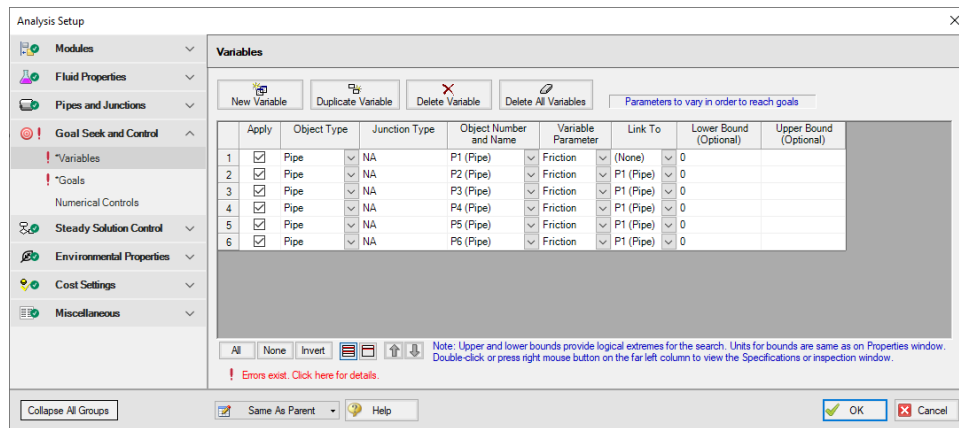 Analysis Setup
Modules
Fluid Properties
Pipes and Junctions
Goal Seek and Control
*Variables
*Goals
Numerical Controls
Steady Solution Control
Environmental Properties
Cost Settings
Miscellaneous
Variables
New Variable Duplicate Variable Delete Variable Delete All Variables Parameters to vary in order to reach goals
Apply Object Type Junction Type Object Number and Name Variable Parameter Link To Lower Bound (Optional) Upper Bound (Optional)
1 Pipe NA P1 (Pipe) Friction (None) 0
2 Pipe NA P2 (Pipe) Friction P1 (Pipe) 0
3 Pipe NA P3 (Pipe) Friction P1 (Pipe) 0
4 Pipe NA P4 (Pipe) Friction P1 (Pipe) 0
5 Pipe NA P5 (Pipe) Friction P1 (Pipe) 0
6 Pipe NA P6 (Pipe) Friction P1 (Pipe) 0
All None Invert
Note: Upper and lower bounds provide logical extremes for the search. Units for bounds are same as on Properties window.
Double-click or press right mouse button on the far left column to view the Specifications or inspection window.
! Errors exist. Click here for details.
Collapse All Groups Same As Parent Help OK Cancel